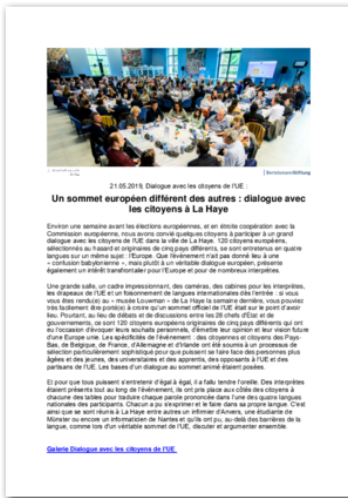 BertelsmannStiftung
21.05.2019, Dialogue avec les citoyens de l'UE :
Un sommet européen différent des autres : dialogue avec
les citoyens à La Haye
Environ une semaine avant les élections européennes, et en étroite coopération avec la
Commission européenne, nous avons convié quelques citoyens à participer à un grand
dialogue avec les citoyens de l'UE dans la ville de La Haye. 120 citoyens européens,
sélectionnés au hasard et originaires de cinq pays différents, se sont entretenus en quatre
langues sur un même sujet : l'Europe. Que l'événement n'ait pas donné lieu à une
« confusion babylonienne », mais plutôt à un véritable dialogue européen, présente
également un intérêt transfrontalier pour l'Europe et pour de nombreux interprètes.
Une grande salle, un cadre impressionnant, des caméras, des cabines pour les interprètes,
les drapeaux de l'UE et un foisonnement de langues internationales dès l'entrée : si vous
vous êtes rendu(e) au « musée Louwman » de La Haye la semaine dernière, vous pouviez
très facilement être porté(e) à croire qu'un sommet officiel de l'UE était sur le point d'avoir
lieu. Pourtant, au lieu de débats et de discussions entre les 28 chefs d'État et de
gouvernements, ce sont 120 citoyens européens originaires de cinq pays différents qui ont
eu l'occasion d'évoquer leurs souhaits personnels, d'émettre leur opinion et leur vision future
d'une Europe unie. Les spécificités de l'événement : des citoyennes et citoyens des Pays-
Bas, de Belgique, de France, d'Allemagne et d'Irlande ont été soumis à un processus de
sélection particulièrement sophistiqué pour que puissent se faire face des personnes plus
âgées et des jeunes, des universitaires et des apprentis, des opposants à l'UE et des
partisans de l'UE. Les bases d'un dialogue au sommet animé étaient posées.
Et pour que tous puissent s'entretenir d'égal à égal, il a fallu tendre l'oreille. Des interprètes
étaient présents tout au long de l'événement, ils ont pris place aux côtés des citoyens à
chacune des tables pour traduire chaque parole prononcée dans l'une des quatre langues
nationales des participants. Chacun a pu s'exprimer et le faire dans sa propre langue. C'est
ainsi que se sont réunis à La Haye entre autres un infirmier d'Anvers, une étudiante de
Münster ou encore un informaticien de Nantes et qu'ils ont pu, au-delà des barrières de la
langue, comme lors d'un véritable sommet de l'UE, discuter et argumenter ensemble.
Galerie Dialogue avec les citoyens de l'UE